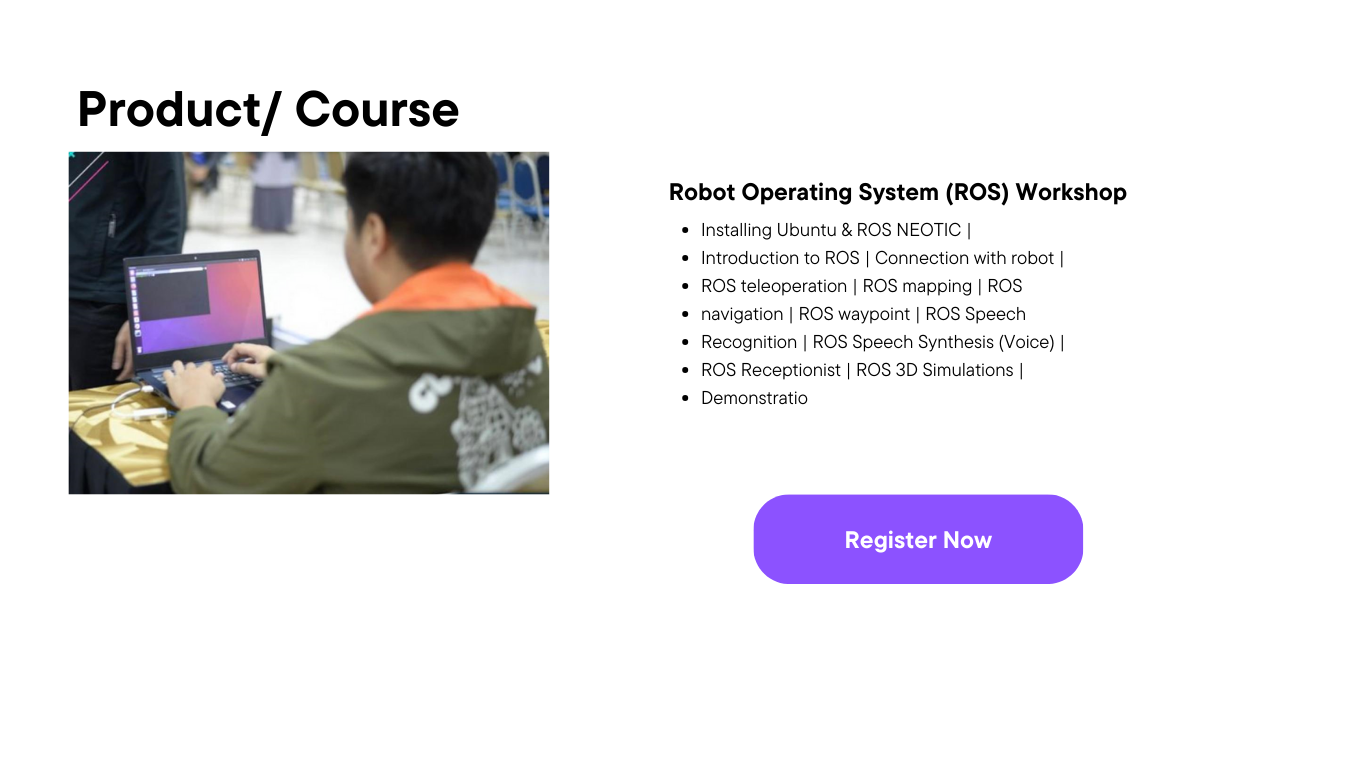 Product/ Course
Robot Operating System (ROS) Workshop
Installing Ubuntu & ROS NEOTIC |
Introduction to ROS | Connection with robot |
ROS teleoperation | ROS mapping | ROS
navigation | ROS waypoint | ROS Speech
Recognition | ROS Speech Synthesis (Voice) |
ROS Receptionist | ROS 3D Simulations |
Demonstratio
Register Now